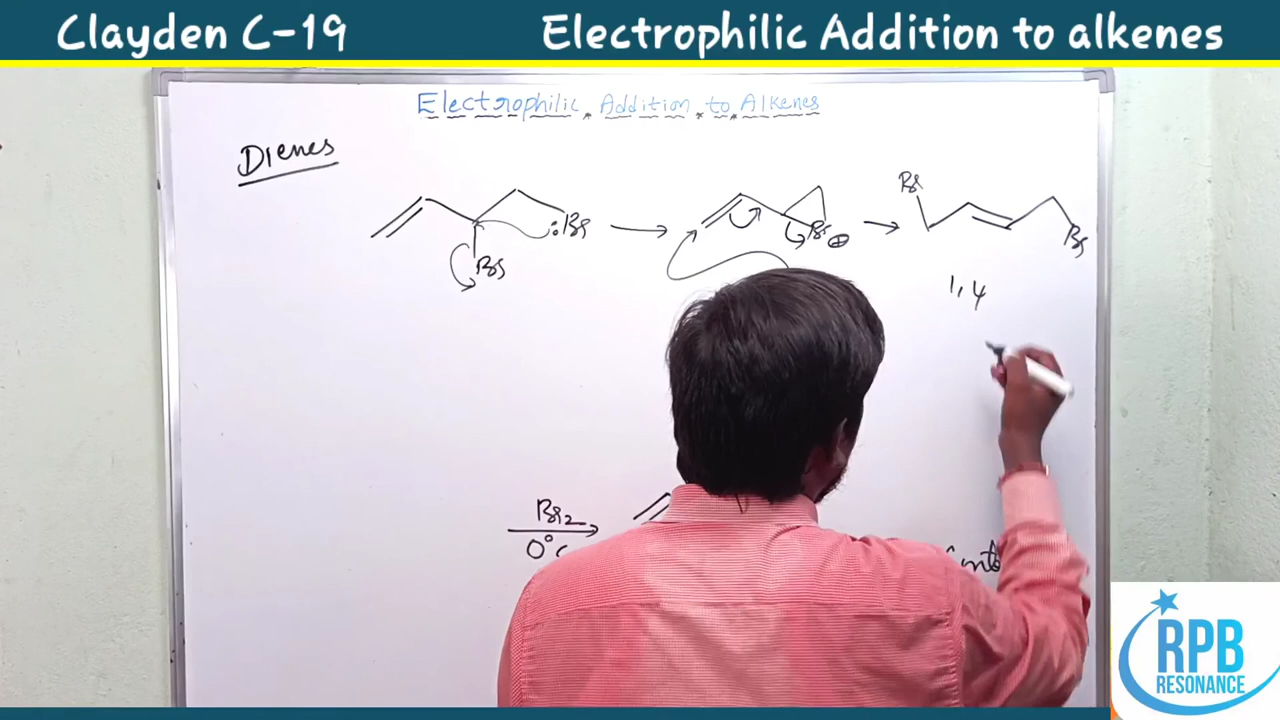 Clayden C-19 Electrophilic Addition to alkenes
Electrophilic Addition to Alkenes
Dienes
Br
:Br
Br
Br
⊕
Br
1,4
Br2
0°C
RPB
RESONANCE